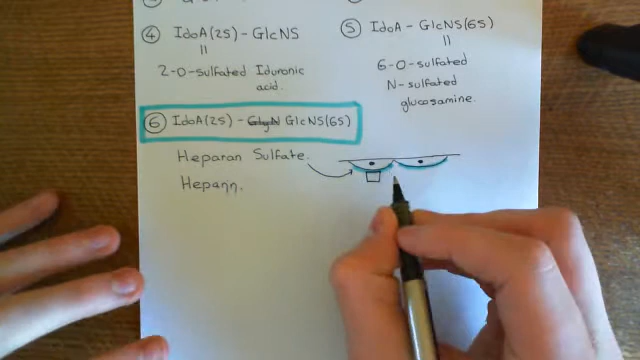 ④ IdoA(2S) - GlcNS
=
2-O-sulfated Iduronic
acid.
⑤ IdoA - GlcNS(6S)
=
6-O-sulfated
N-sulfated
glucosamine.
⑥ IdoA(2S) - GlcNS(6S)
Heparan Sulfate.
Heparin.